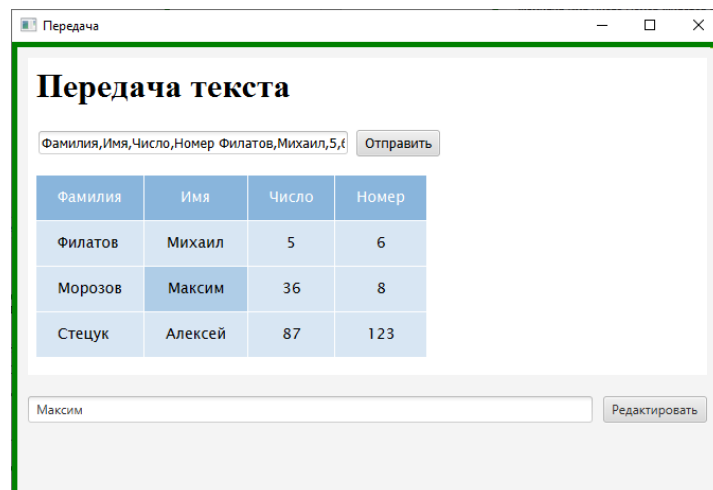 Передача
Передача текста
Фамилия,Имя,Число,Номер Филатов,Михаил,5,6 Отправить
Фамилия Имя Число Номер
Филатов Михаил 5 6
Морозов Максим 36 8
Стецук Алексей 87 123
Максим Редактировать